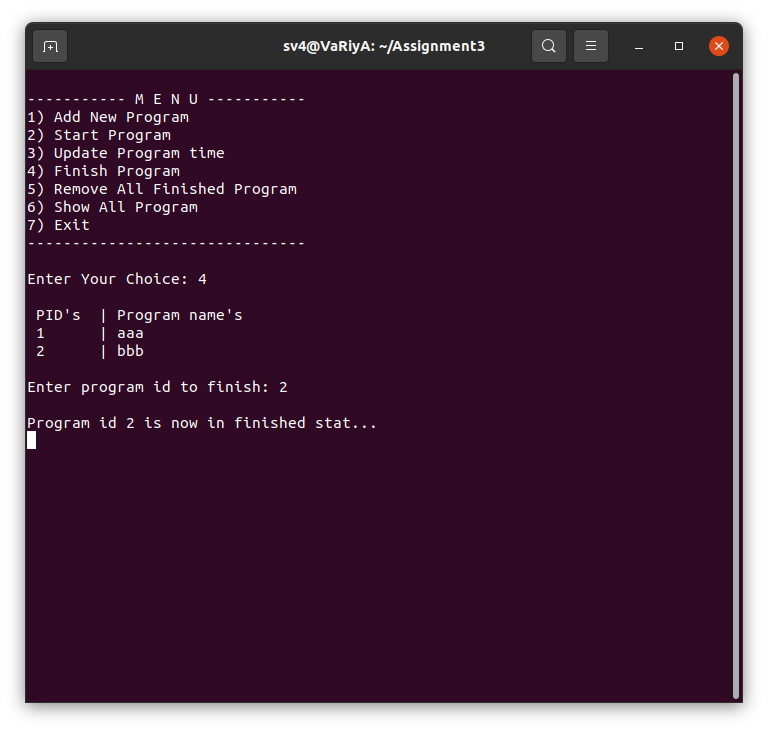 sv4@VaRiyA: ~/Assignment3
----------- M E N U -----------
1) Add New Program
2) Start Program
3) Update Program time
4) Finish Program
5) Remove All Finished Program
6) Show All Program
7) Exit
-------------------------------
Enter Your Choice: 4
PID's | Program name's
1 | aaa
2 | bbb
Enter program id to finish: 2
Program id 2 is now in finished stat...